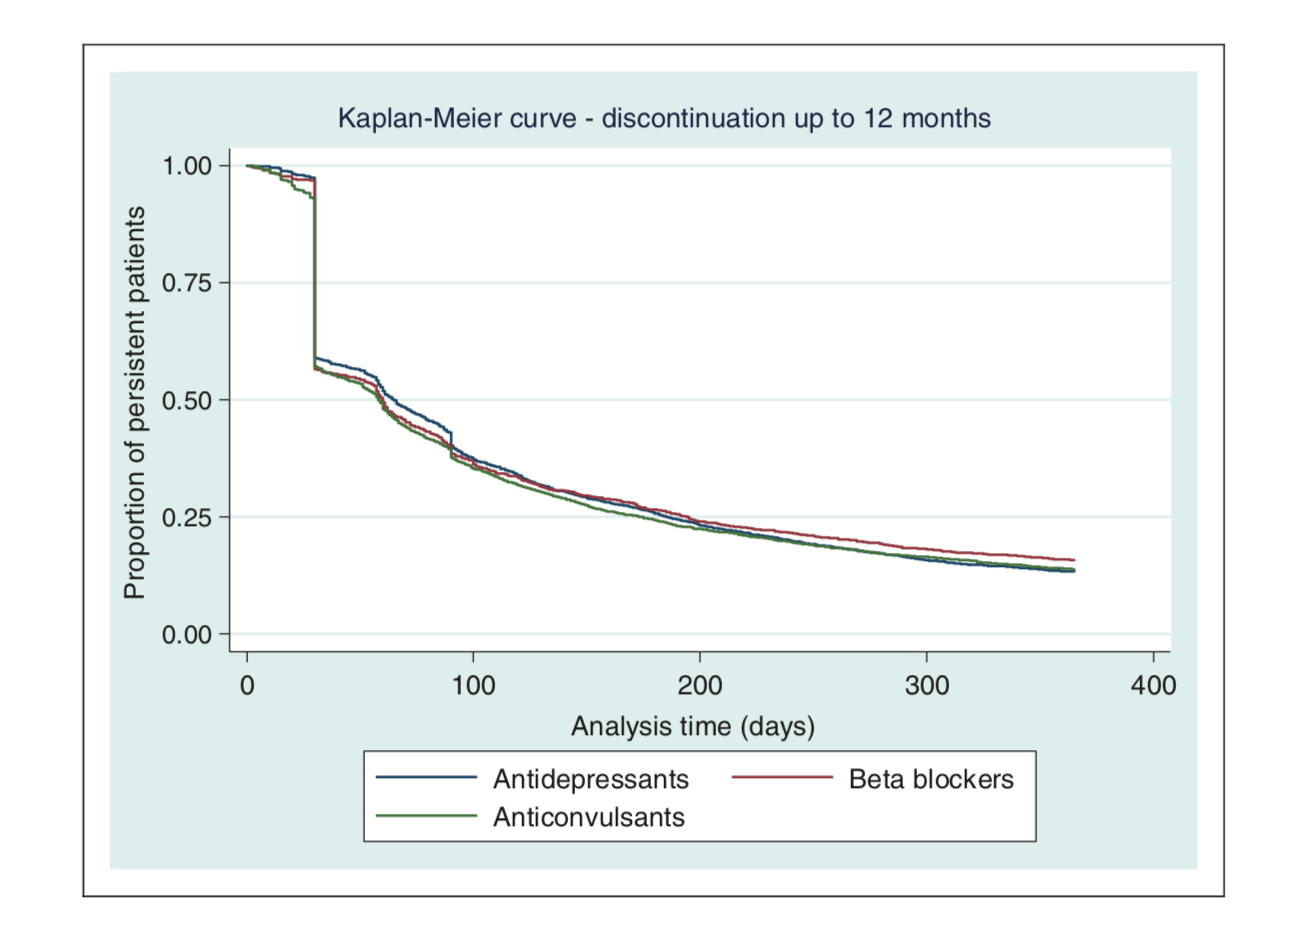 Kaplan-Meier curve - discontinuation up to 12 months
1.00
0.75
0.50
0.25
0.00
Proportion of persistent patients
0 100 200 300 400
Analysis time (days)
Antidepressants Beta blockers
Anticonvulsants